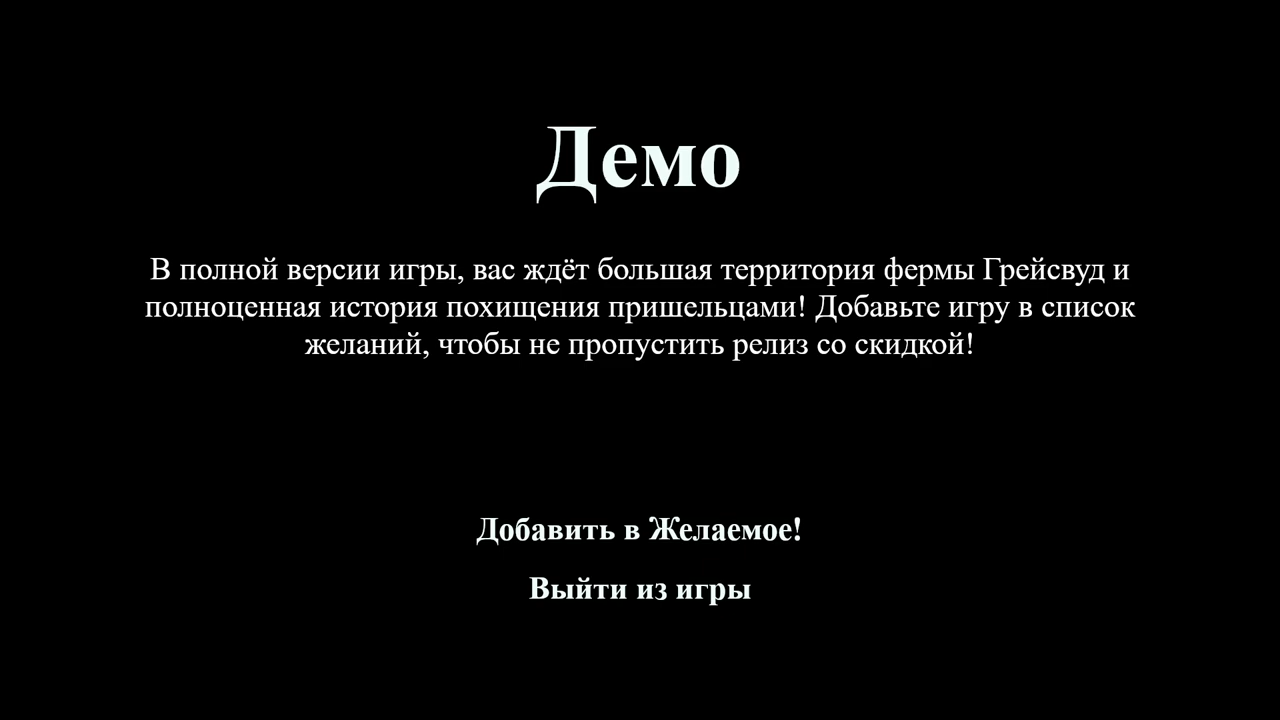 Демо
В полной версии игры, вас ждёт большая территория фермы Грейсвуд и
полноценная история похищения пришельцами! Добавьте игру в список
желаний, чтобы не пропустить релиз со скидкой!
Добавить в Желаемое!
Выйти из игры